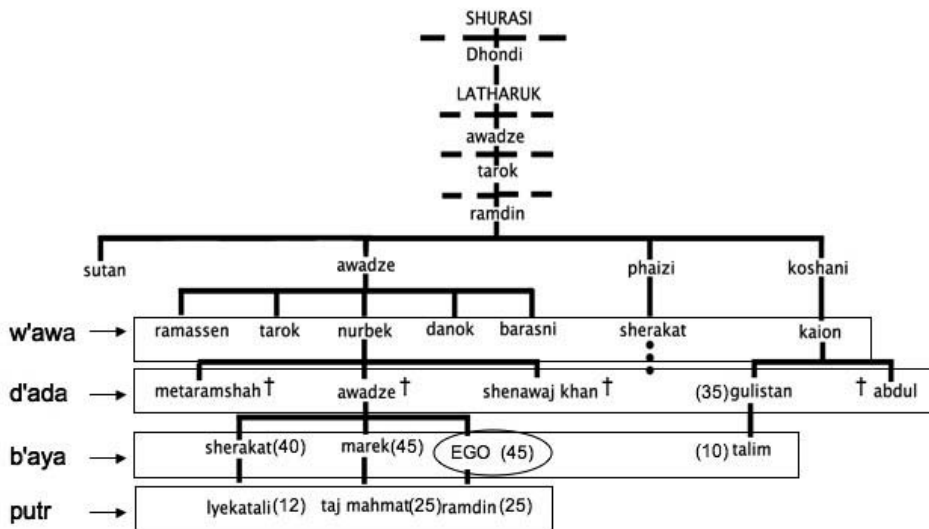 SHURASI
Dhondi
LATHARUK
awadze
tarok
ramdin
sutan awadze phaizi koshani
w'awa ramassen tarok nurbek danok barasni sherakat kaion
d'ada metaramshah † awadze † shenawaj khan † (35) gulistan † abdul
b'aya sherakat (40) marek (45) EGO (45) (10) talim
putr lyekatali (12) taj mahmat (25) ramdin (25)